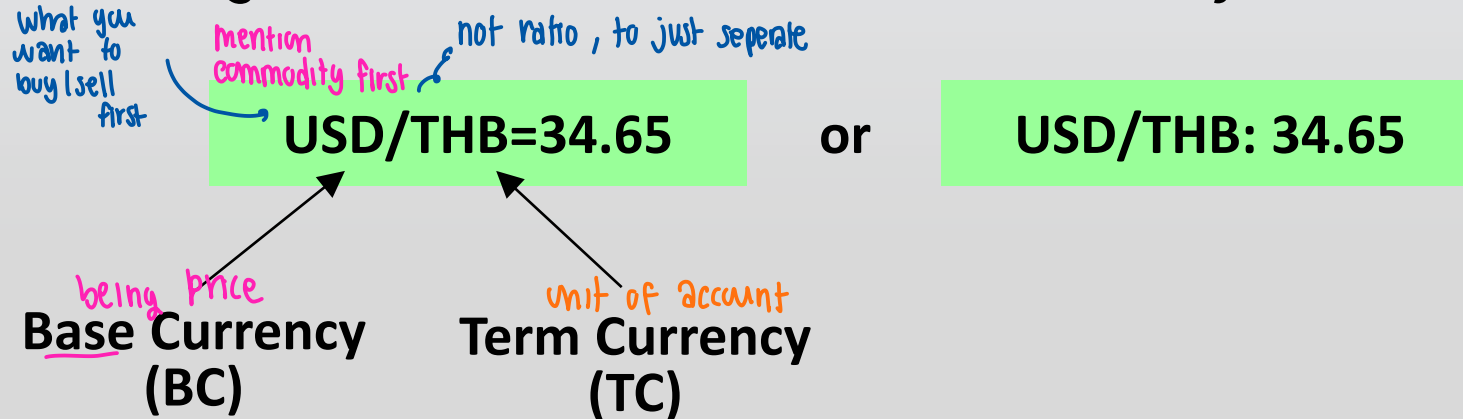 what you
want to
buy/sell
first
mention
commodity first
not ratio, to just seperate
USD/THB=34.65
or
USD/THB: 34.65
being price
unit of account
Base Currency
(BC)
Term Currency
(TC)